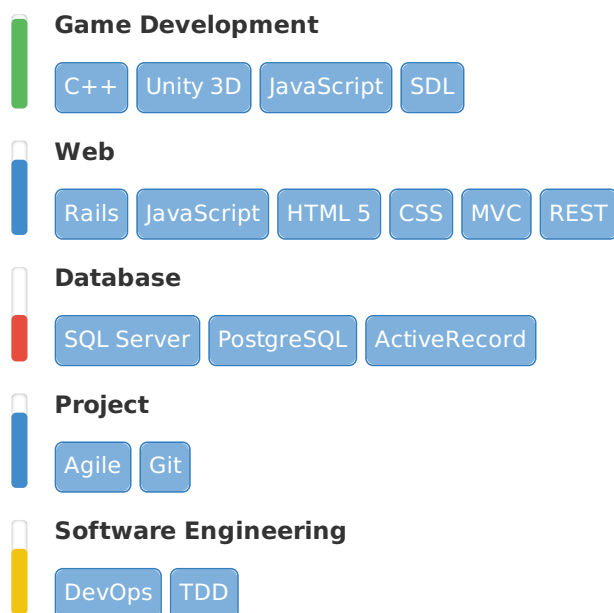 Game Development
C++ Unity 3D JavaScript SDL
Web
Rails JavaScript HTML 5 CSS MVC REST
Database
SQL Server PostgreSQL ActiveRecord
Project
Agile Git
Software Engineering
DevOps TDD